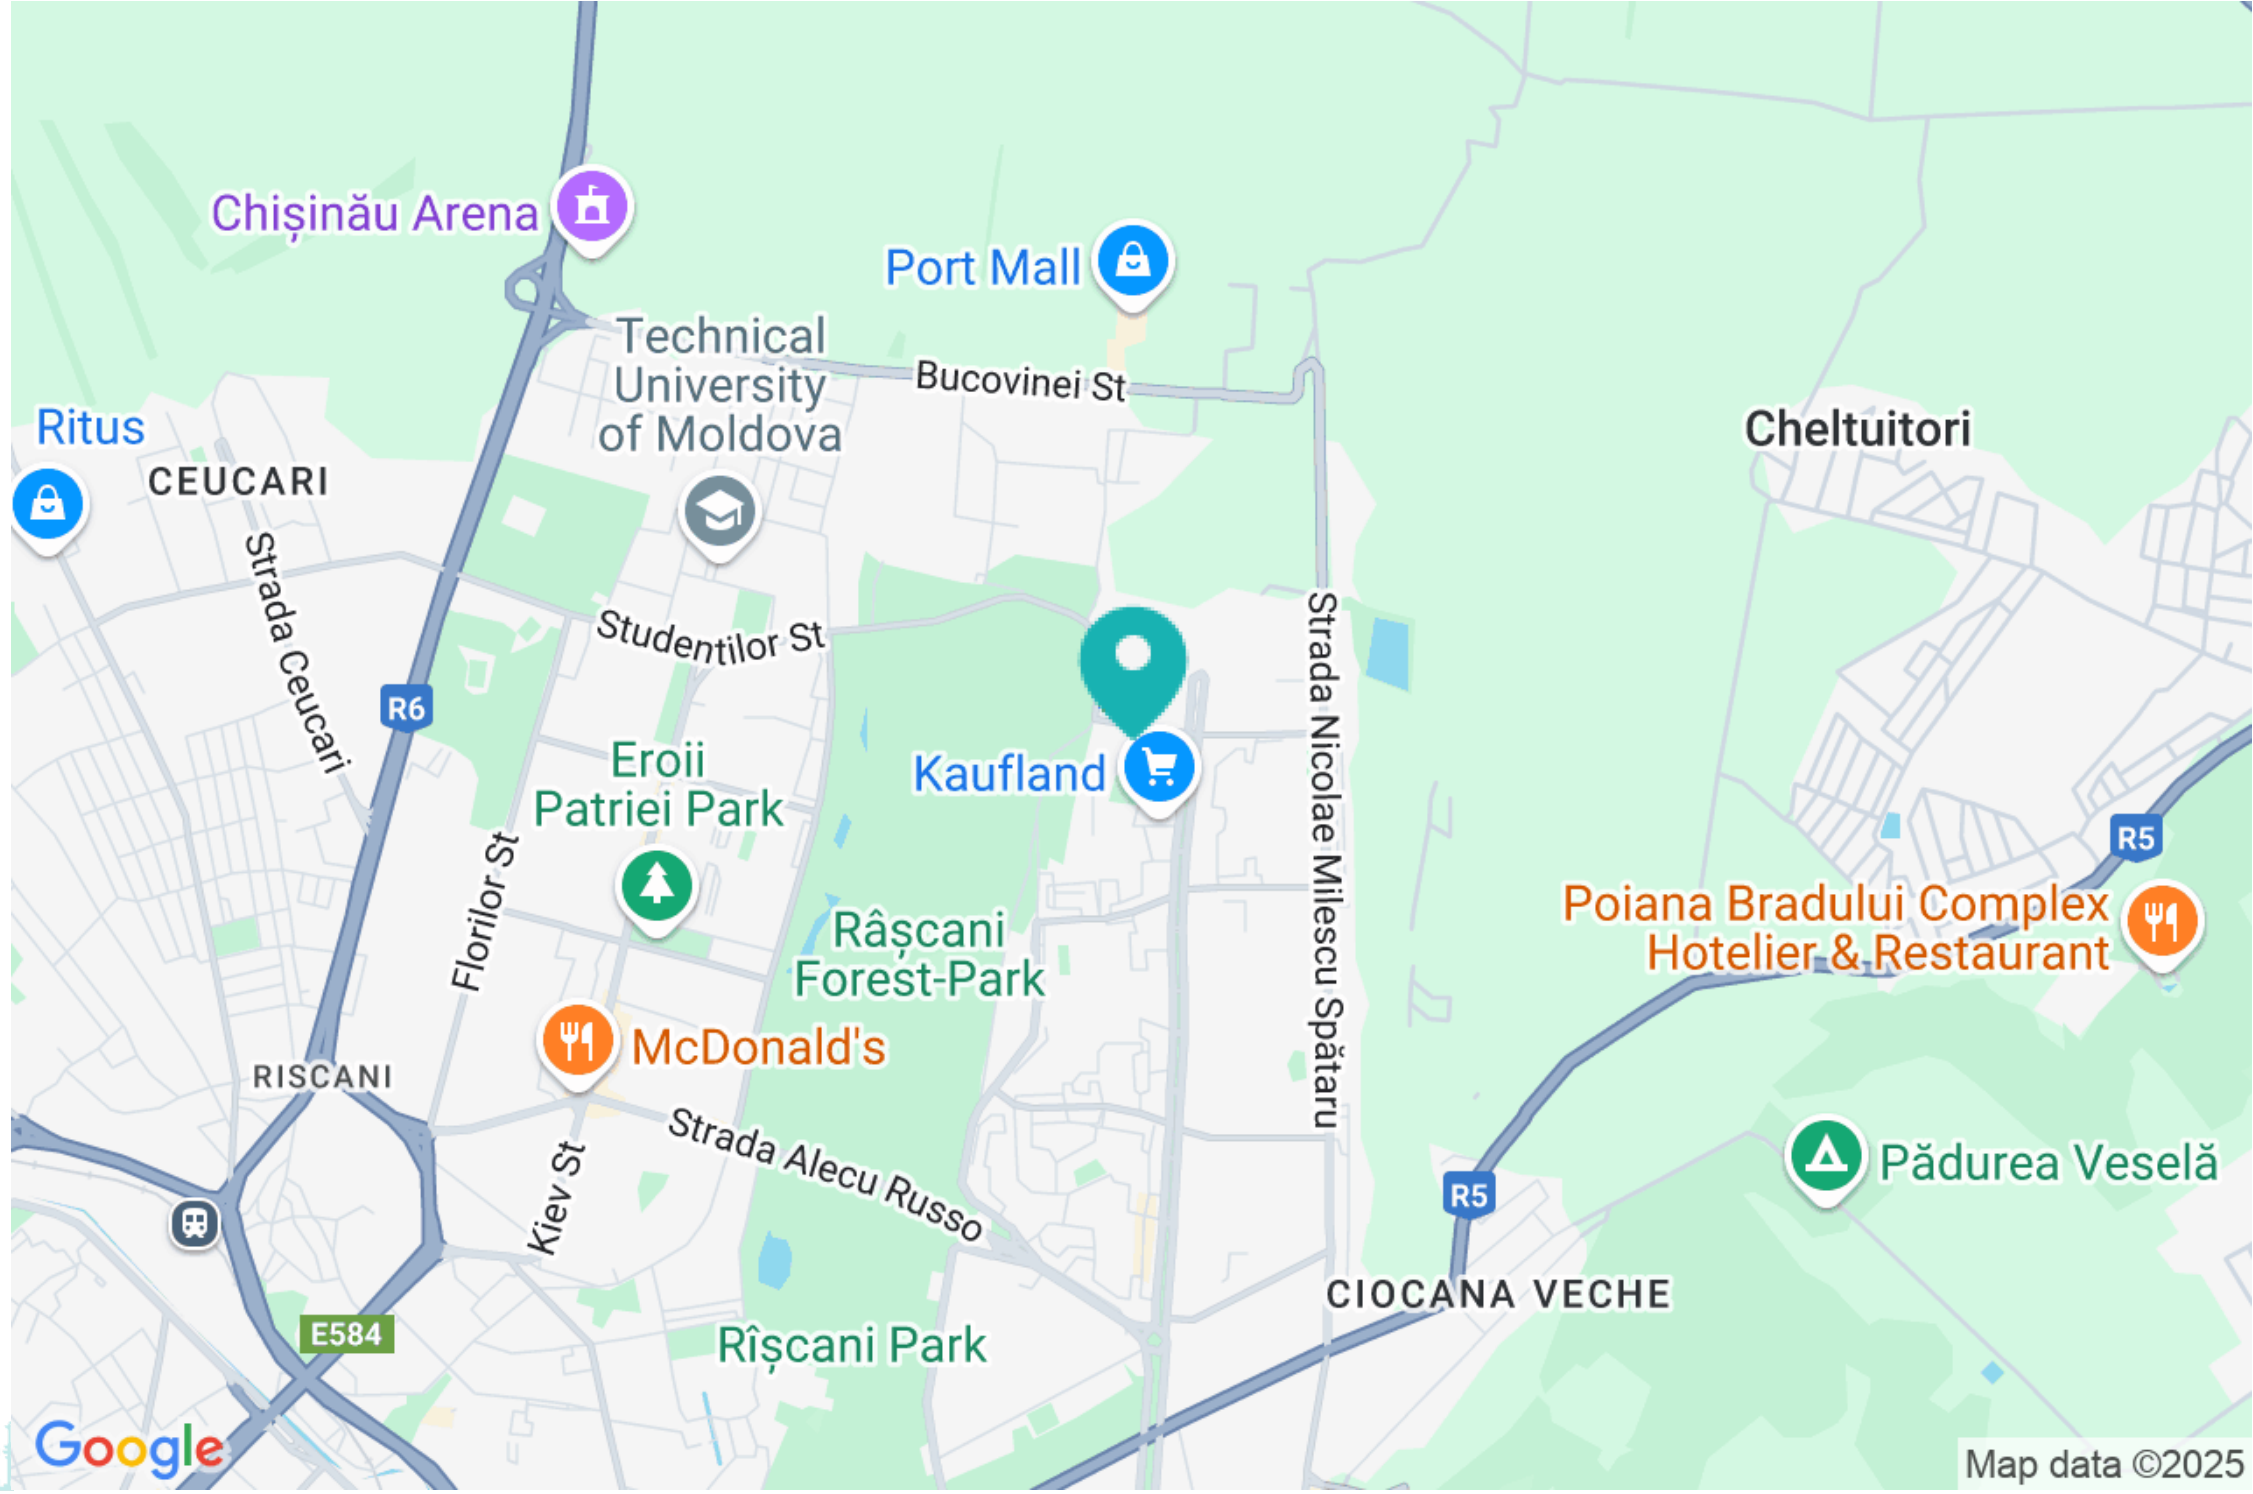 Chișinău Arena
Port Mall
Technical
University
of Moldova
Bucovinei St
Ritus
CEUCARI
Cheltuitori
Strada Ceucari
Studentilor St
Strada Nicolae Milescu Spătaru
R6
Eroii
Patriei Park
Kaufland
R5
Florilor St
Râșcani
Forest-Park
Poiana Bradului Complex
Hotelier & Restaurant
McDonald's
RISCANI
Strada Alecu Russo
Kiev St
R5
Pădurea Veselă
CIOCANA VECHE
E584
Rîșcani Park
Google
Map data ©2025